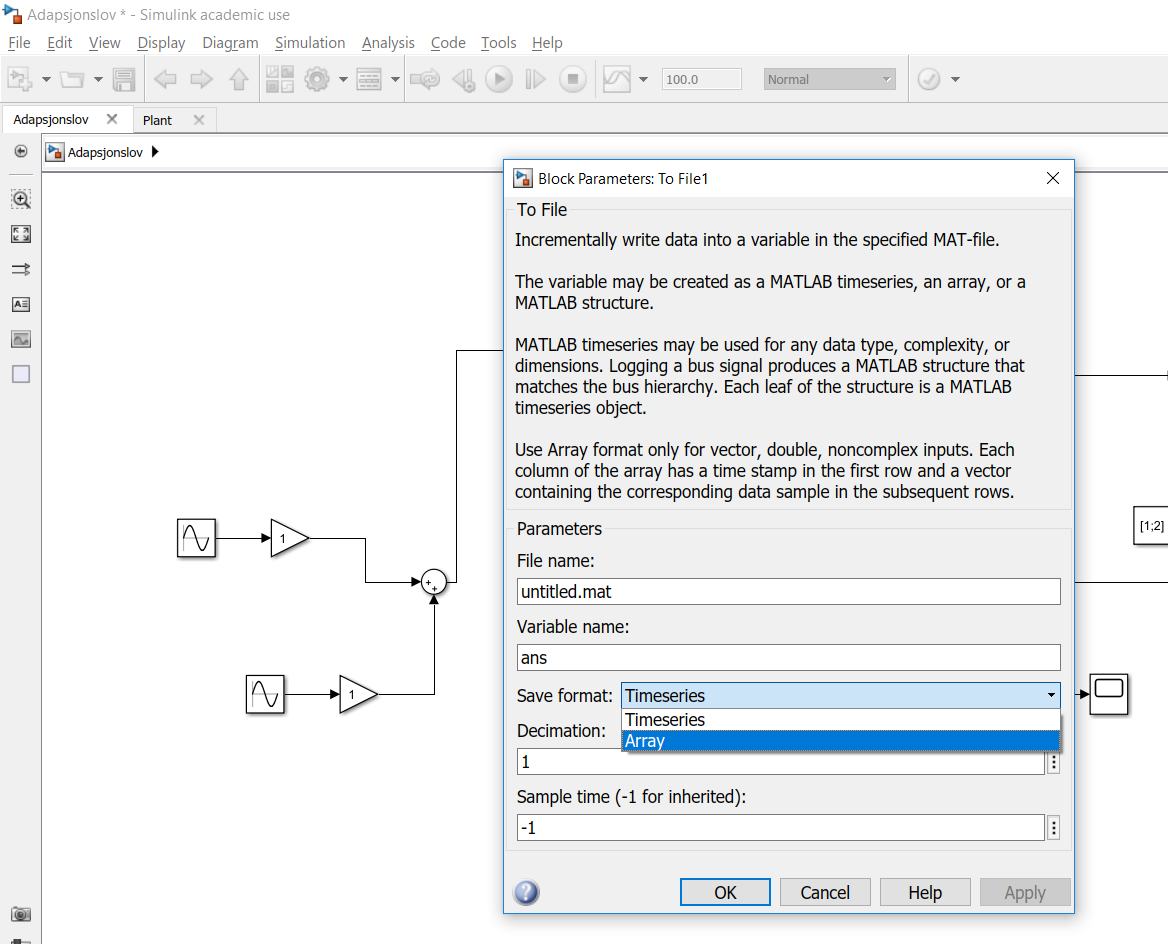 Adapsjonslov * - Simulink academic use
File Edit View Display Diagram Simulation Analysis Code Tools Help
100.0 Normal
Adapsjonslov Plant
Adapsjonslov
Block Parameters: To File1
To File
Incrementally write data into a variable in the specified MAT-file.
The variable may be created as a MATLAB timeseries, an array, or a
MATLAB structure.
MATLAB timeseries may be used for any data type, complexity, or
dimensions. Logging a bus signal produces a MATLAB structure that
matches the bus hierarchy. Each leaf of the structure is a MATLAB
timeseries object.
Use Array format only for vector, double, noncomplex inputs. Each
column of the array has a time stamp in the first row and a vector
containing the corresponding data sample in the subsequent rows.
Parameters
File name:
untitled.mat
Variable name:
ans
Save format: Timeseries
Timeseries
Array
Decimation:
1
Sample time (-1 for inherited):
-1
OK Cancel Help Apply
1
1
[1;2]